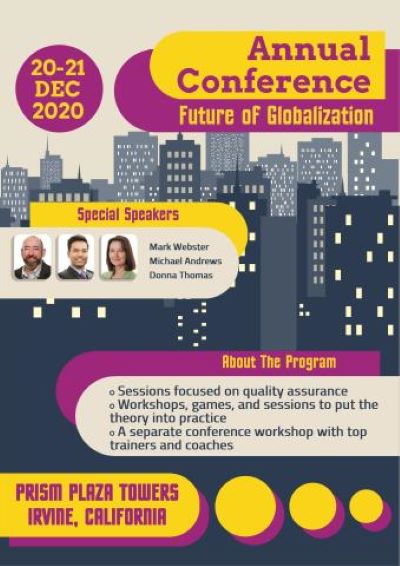 20-21
DEC
2020
Annual
Conference
Future of Globalization
Special Speakers
Mark Webster
Michael Andrews
Donna Thomas
About The Program
Sessions focused on quality assurance
Workshops, games, and sessions to put the
theory into practice
A separate conference workshop with top
trainers and coaches
PRISM PLAZA TOWERS
IRVINE, CALIFORNIA